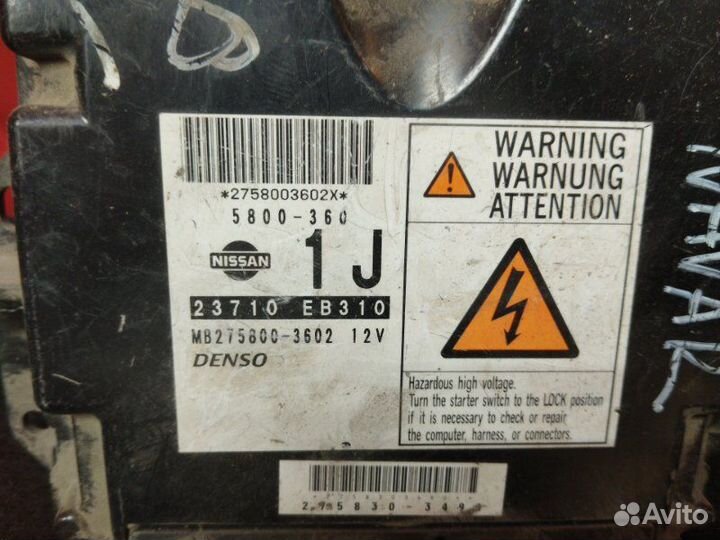 *2758003602X*
5800-360
NISSAN
1J
23710 EB310
MB275800-3602 12V
DENSO
WARNING
WARNUNG
ATTENTION
Hazardous high voltage.
Turn the starter switch to the LOCK position
if it is necessary to check or repair
the computer, harness, or connectors.
NAVAR
Avito